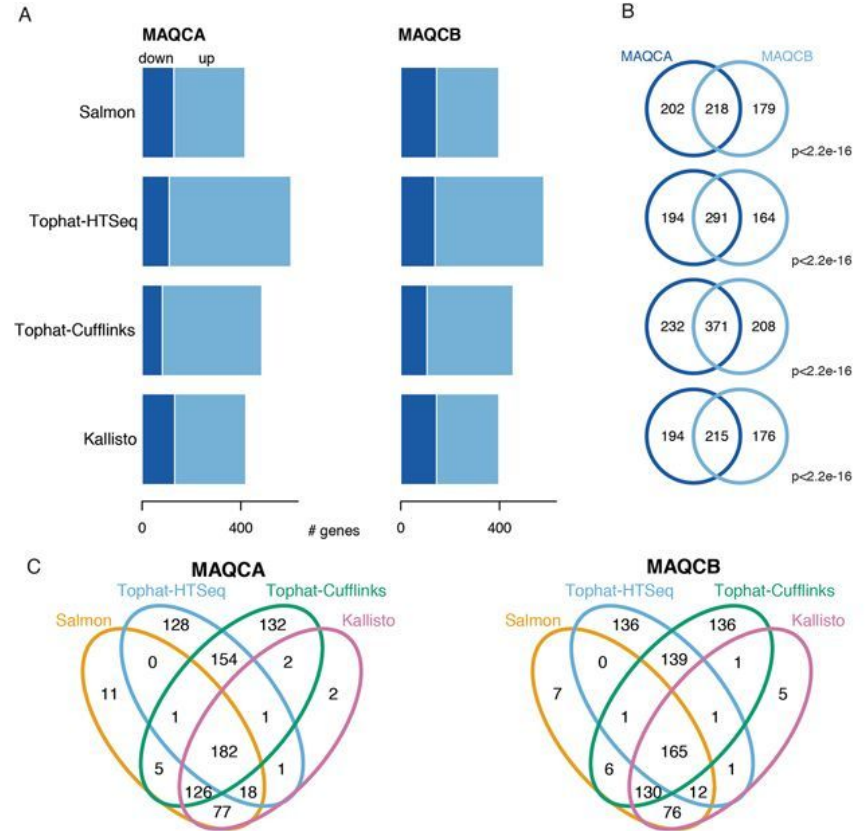 A
MAQCA
MAQCB
down up
Salmon
Tophat-HTSeq
Tophat-Cufflinks
Kallisto
0 400 # genes
0 400
B
MAQCA MAQCB
202 218 179
p<2.2e-16
194 291 164
p<2.2e-16
232 371 208
p<2.2e-16
194 215 176
p<2.2e-16
C
MAQCA
Tophat-HTSeq Tophat-Cufflinks
Salmon Kallisto
128 132
0 154 2
11 2
1 1
182
5 1
126 18
77
MAQCB
Tophat-HTSeq Tophat-Cufflinks
Salmon Kallisto
136 136
0 139 1
7 5
1 1
165
6 1
130 12
76